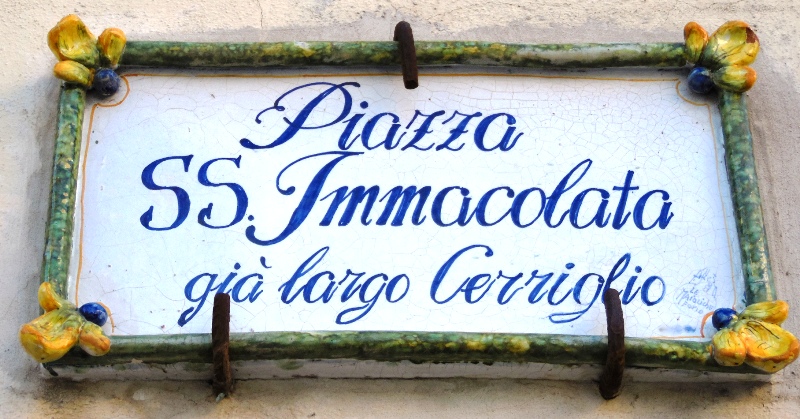 Piazza
SS. Immacolata
già largo Cerriglio